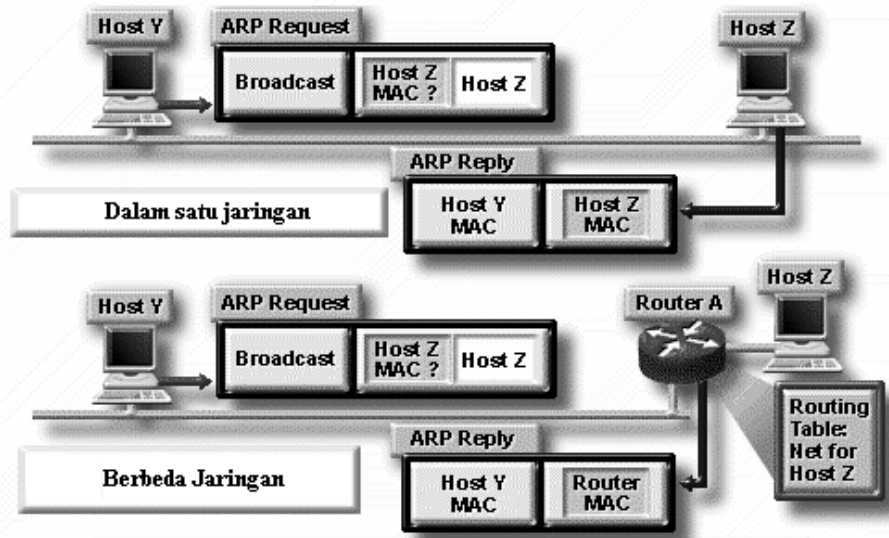 Host Y
ARP Request
Host Z
Broadcast
Host Z
MAC ?
Host Z
ARP Reply
Dalam satu jaringan
Host Y
MAC
Host Z
MAC
Host Y
ARP Request
Router A
Host Z
Broadcast
Host Z
MAC ?
Host Z
Routing
Table:
Net for
Host Z
ARP Reply
Berbeda Jaringan
Host Y
MAC
Router
MAC